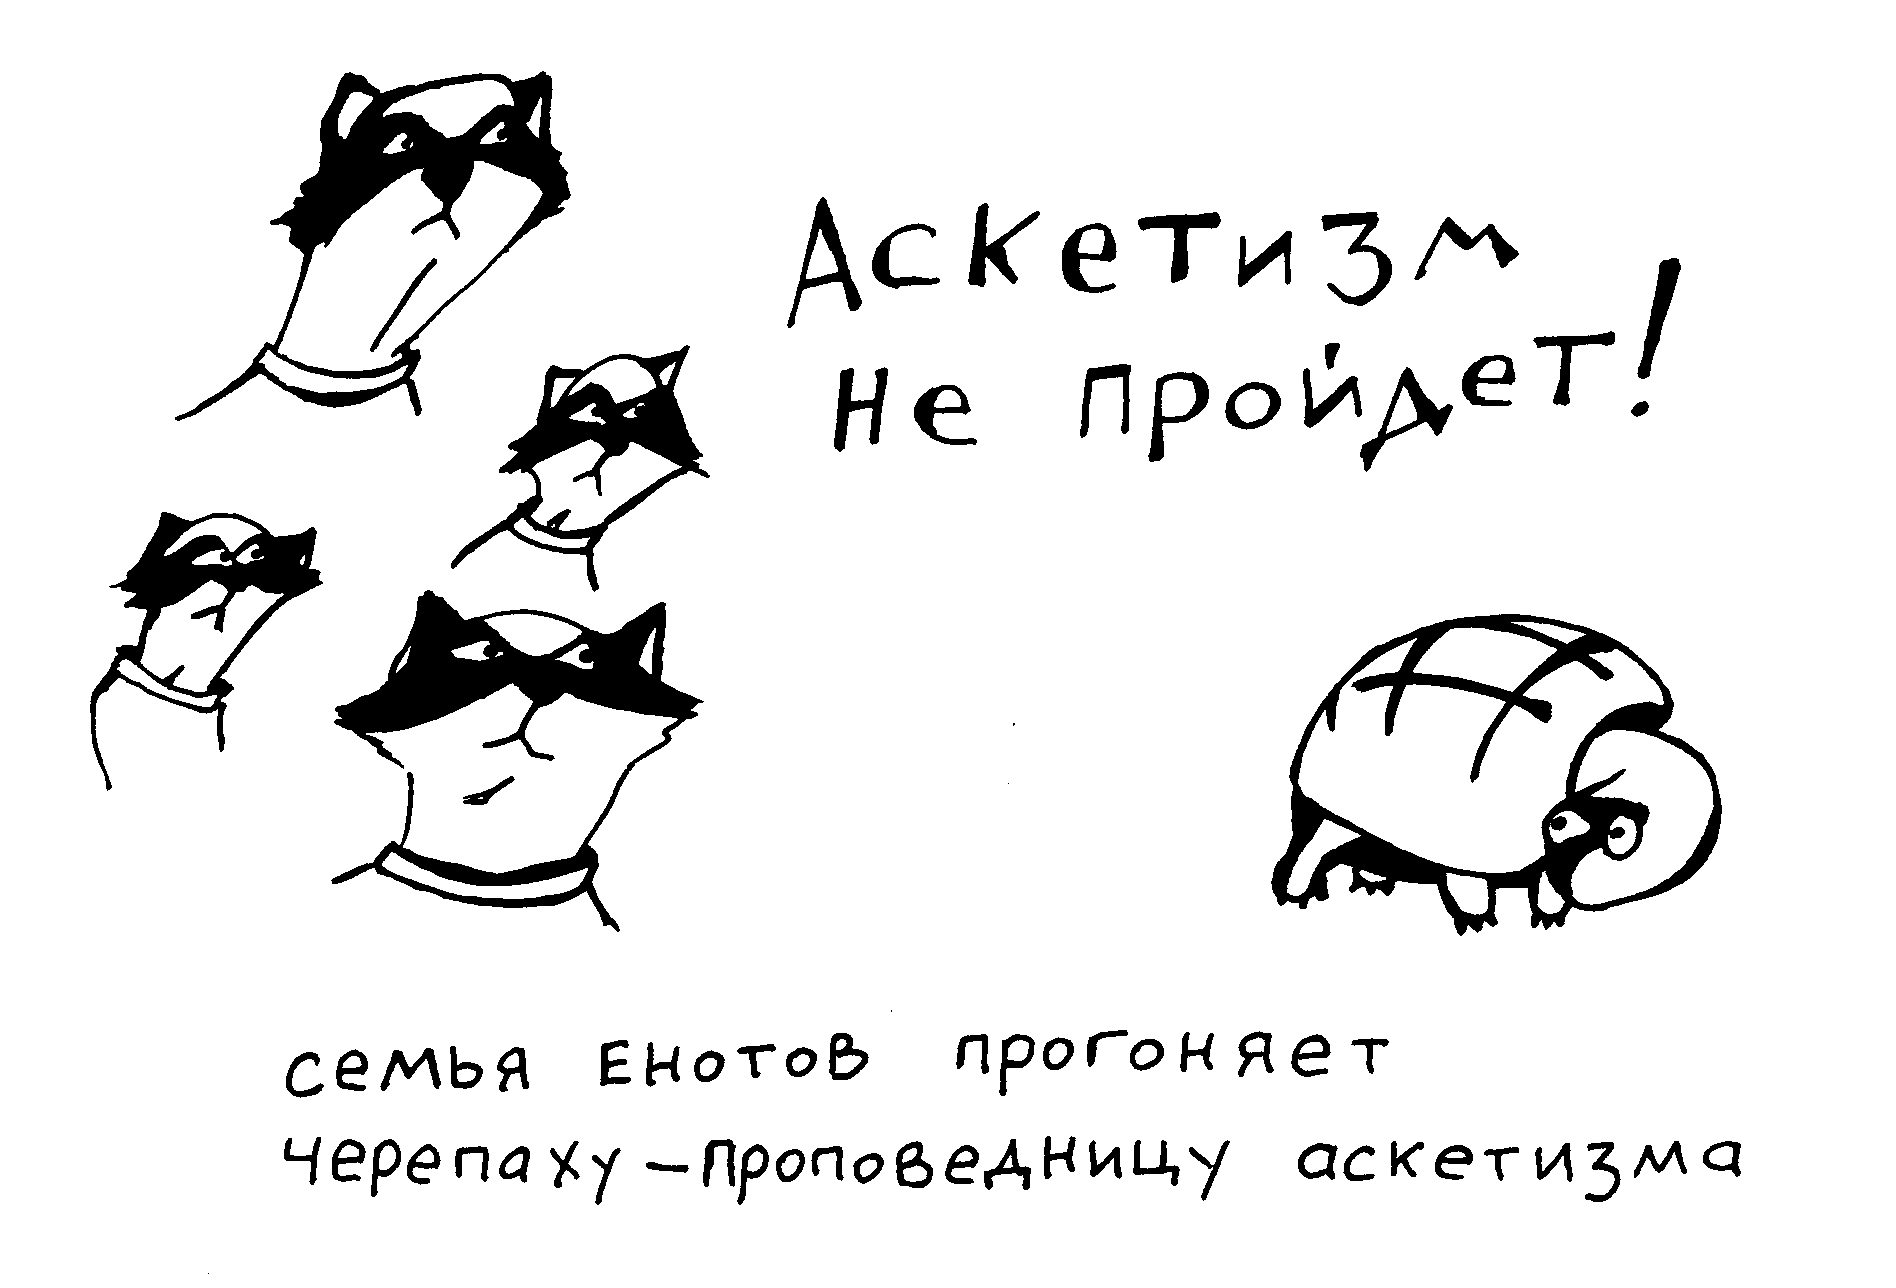 Аскетизм
не пройдет!
семья енотов прогоняет
черепаху – проповедницу аскетизма